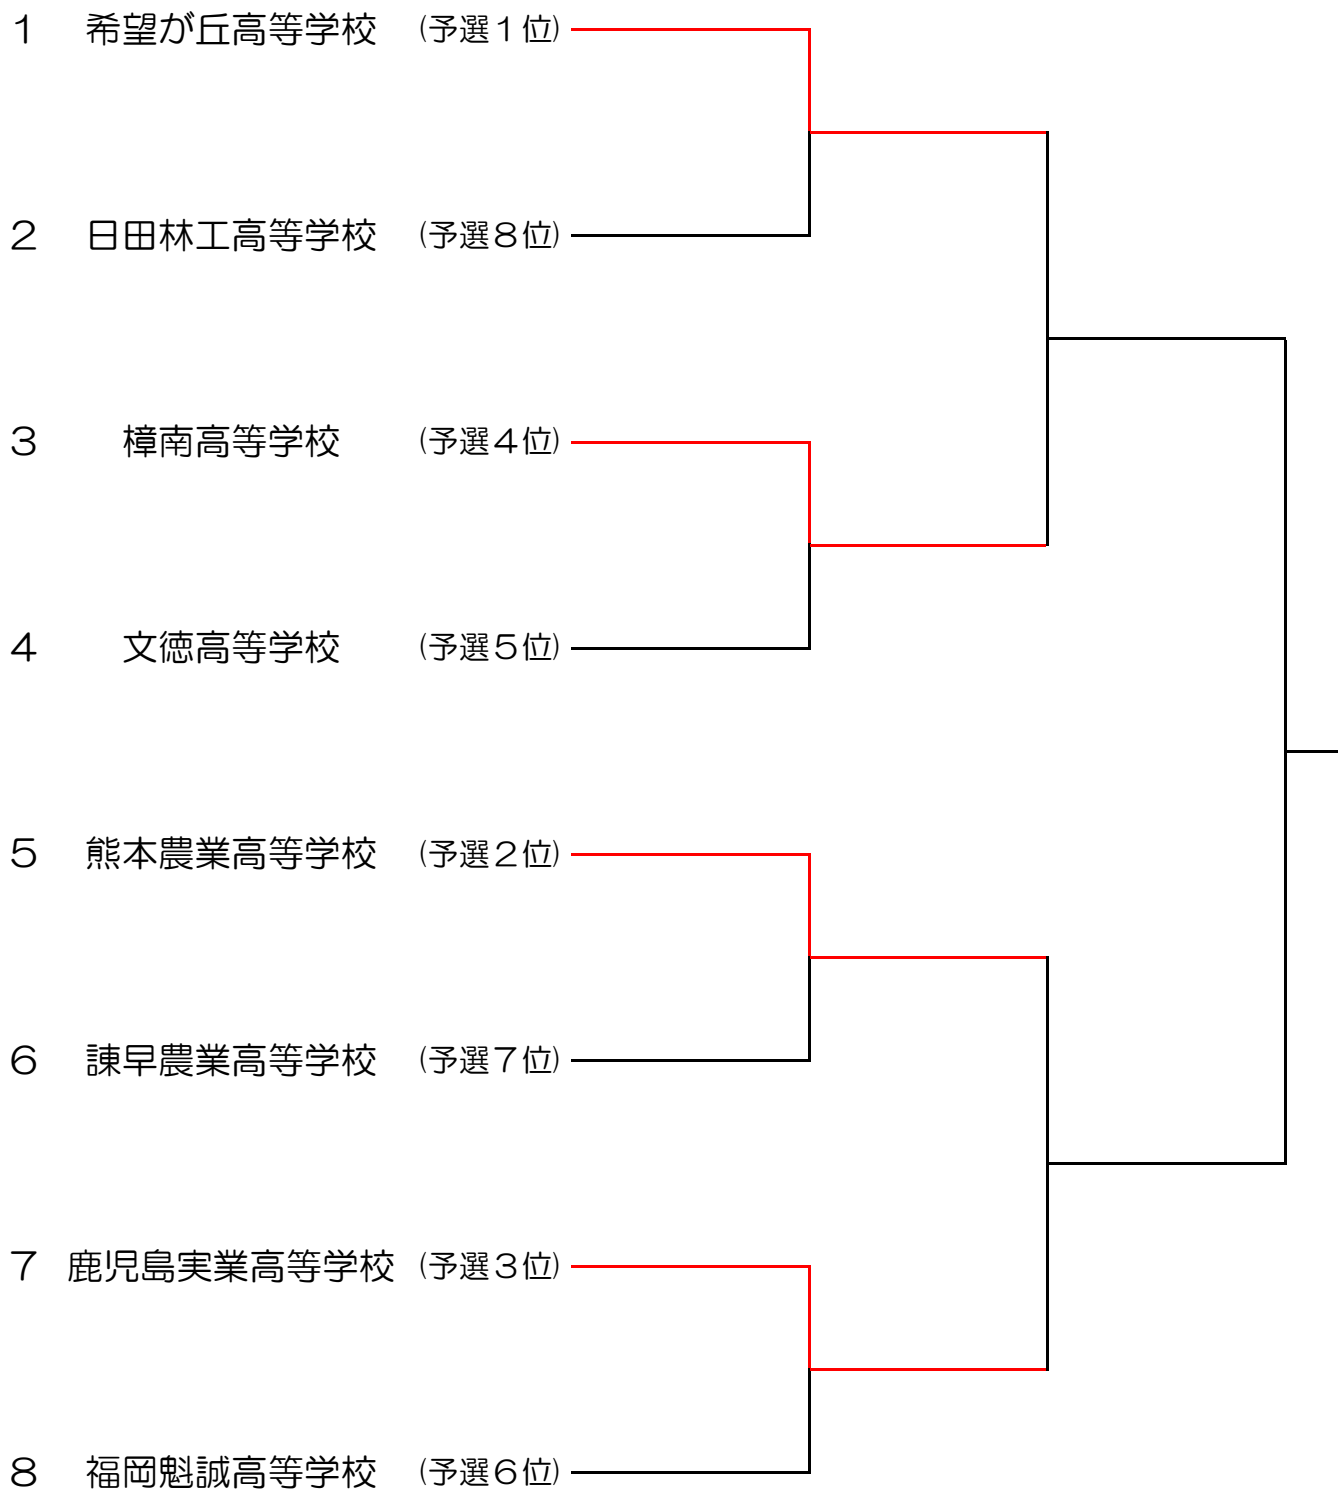 1 希望が丘高等学校 (予選1位)
2 日田林工高等学校 (予選8位)
3 樟南高等学校 (予選4位)
4 文徳高等学校 (予選5位)
5 熊本農業高等学校 (予選2位)
6 諫早農業高等学校 (予選7位)
7 鹿児島実業高等学校 (予選3位)
8 福岡魁誠高等学校 (予選6位)